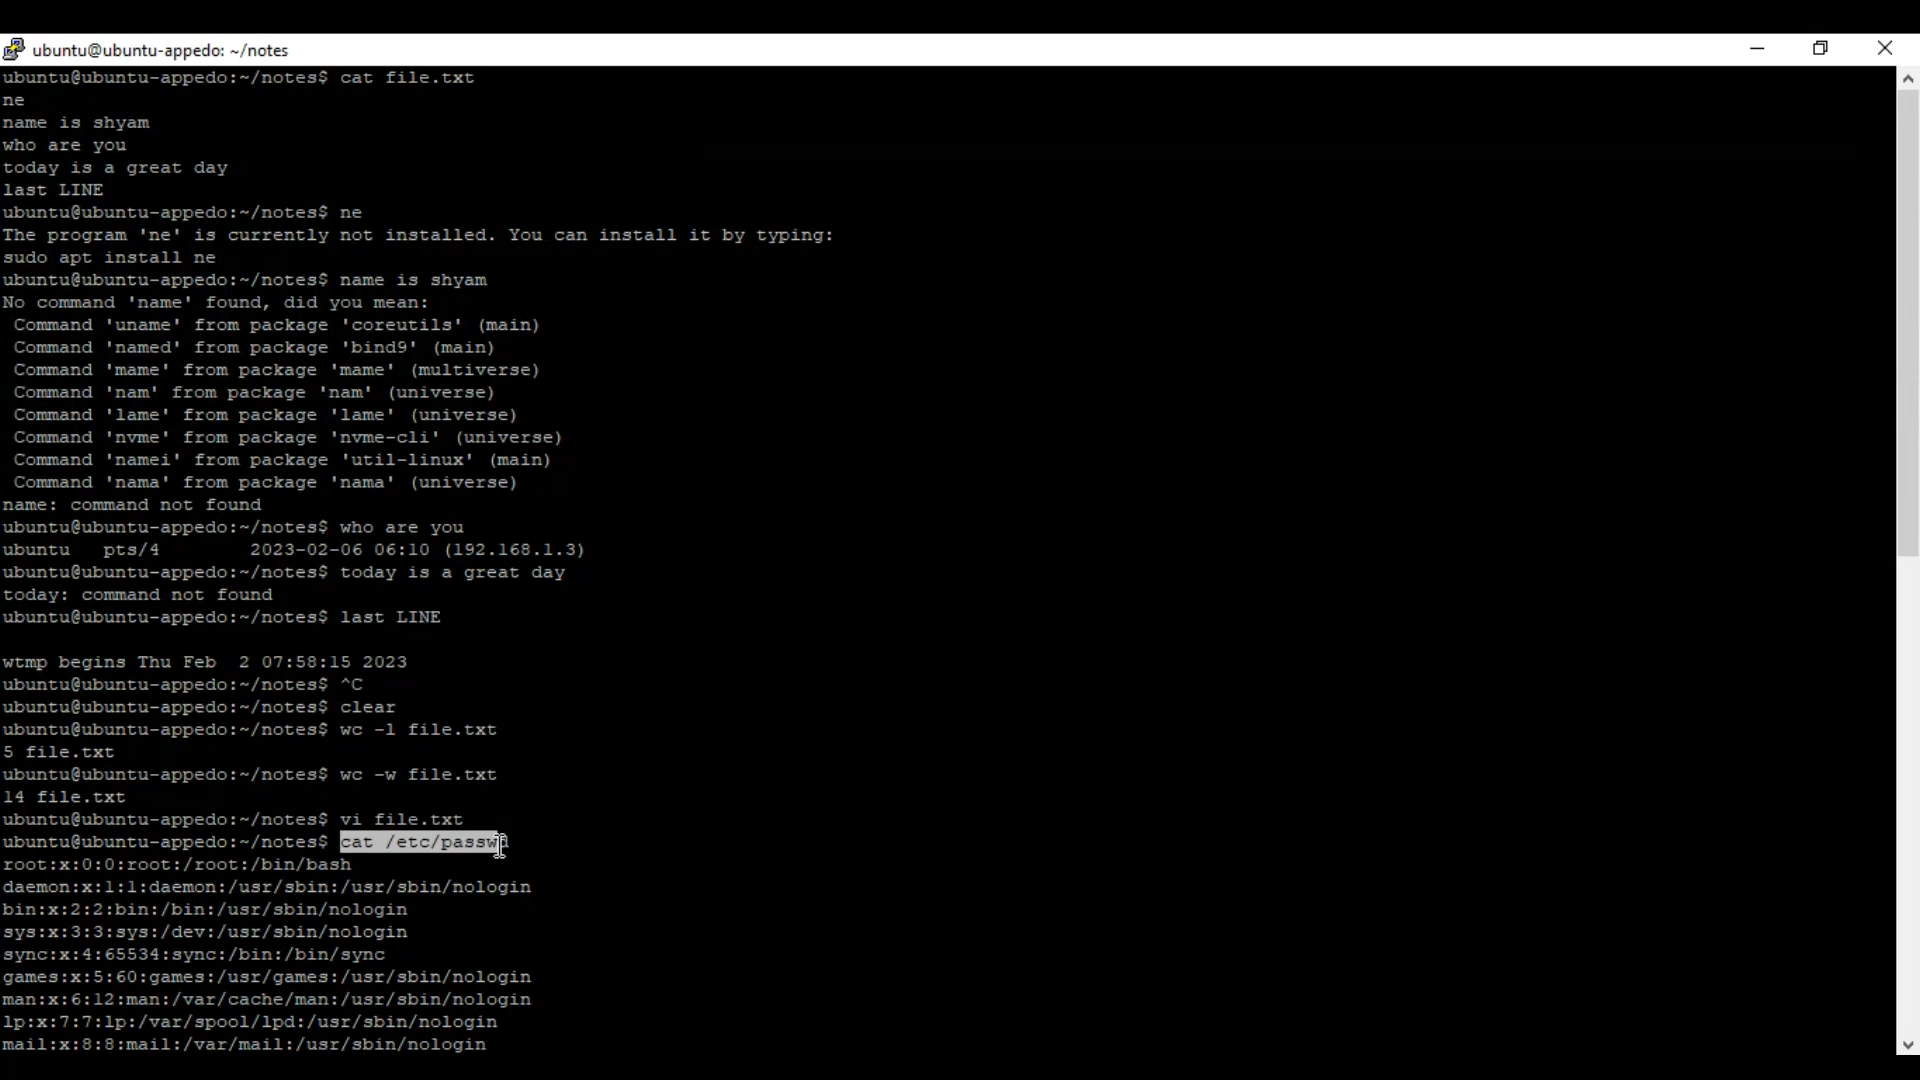 ubuntu@ubuntu-appedo: ~/notes
ubuntu@ubuntu-appedo:~/notes$ cat file.txt
ne
name is shyam
who are you
today is a great day
last LINE
ubuntu@ubuntu-appedo:~/notes$ ne
The program 'ne' is currently not installed. You can install it by typing:
sudo apt install ne
ubuntu@ubuntu-appedo:~/notes$ name is shyam
No command 'name' found, did you mean:
 Command 'uname' from package 'coreutils' (main)
 Command 'named' from package 'bind9' (main)
 Command 'mame' from package 'mame' (multiverse)
 Command 'nam' from package 'nam' (universe)
 Command 'lame' from package 'lame' (universe)
 Command 'nvme' from package 'nvme-cli' (universe)
 Command 'namei' from package 'util-linux' (main)
 Command 'nama' from package 'nama' (universe)
name: command not found
ubuntu@ubuntu-appedo:~/notes$ who are you
ubuntu   pts/4        2023-02-06 06:10 (192.168.1.3)
ubuntu@ubuntu-appedo:~/notes$ today is a great day
today: command not found
ubuntu@ubuntu-appedo:~/notes$ last LINE
wtmp begins Thu Feb  2 07:58:15 2023
ubuntu@ubuntu-appedo:~/notes$ ^C
ubuntu@ubuntu-appedo:~/notes$ clear
ubuntu@ubuntu-appedo:~/notes$ wc -l file.txt
5 file.txt
ubuntu@ubuntu-appedo:~/notes$ wc -w file.txt
14 file.txt
ubuntu@ubuntu-appedo:~/notes$ vi file.txt
ubuntu@ubuntu-appedo:~/notes$ cat /etc/passwd
root:x:0:0:root:/root:/bin/bash
daemon:x:1:1:daemon:/usr/sbin:/usr/sbin/nologin
bin:x:2:2:bin:/bin:/usr/sbin/nologin
sys:x:3:3:sys:/dev:/usr/sbin/nologin
sync:x:4:65534:sync:/bin:/bin/sync
games:x:5:60:games:/usr/games:/usr/sbin/nologin
man:x:6:12:man:/var/cache/man:/usr/sbin/nologin
lp:x:7:7:lp:/var/spool/lpd:/usr/sbin/nologin
mail:x:8:8:mail:/var/mail:/usr/sbin/nologin